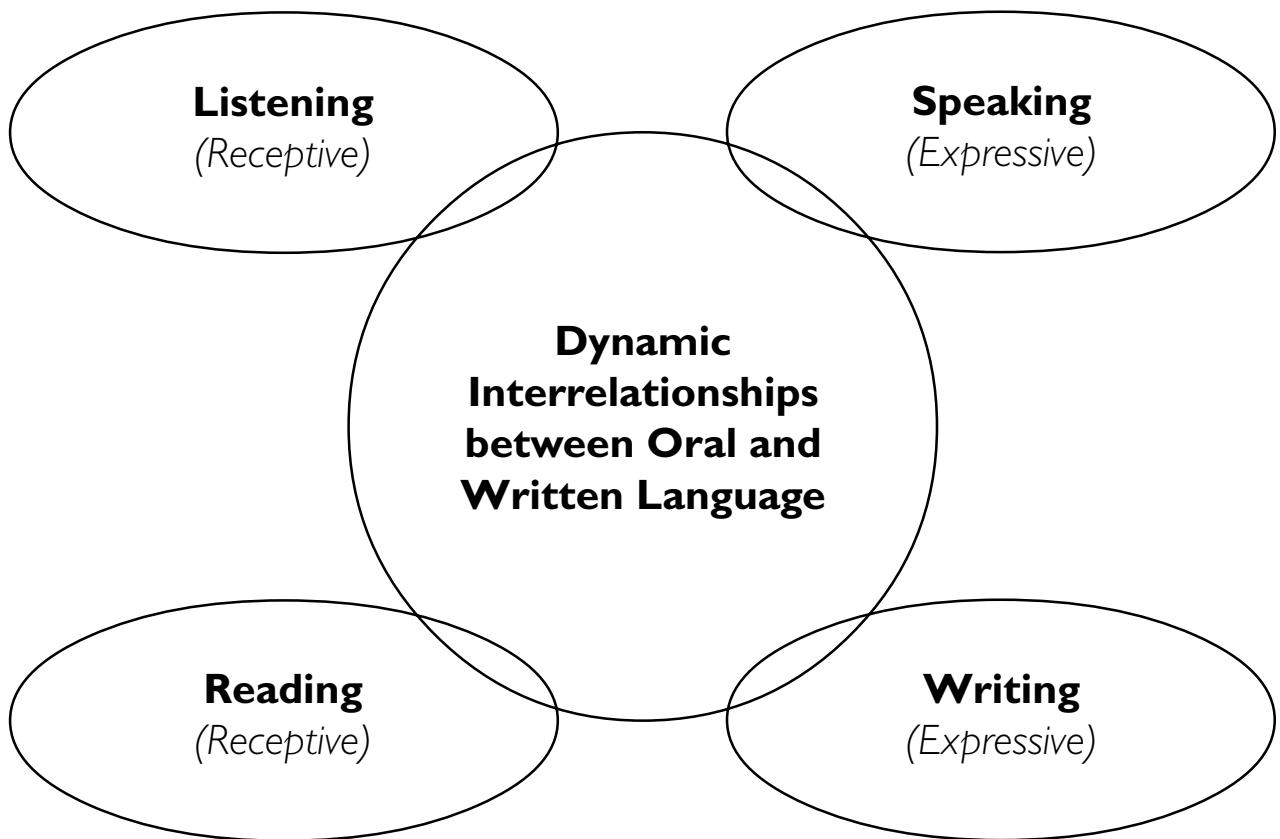 Listening
(Receptive)
Speaking
(Expressive)
Dynamic
Interrelationships
between Oral and
Written Language
Reading
(Receptive)
Writing
(Expressive)